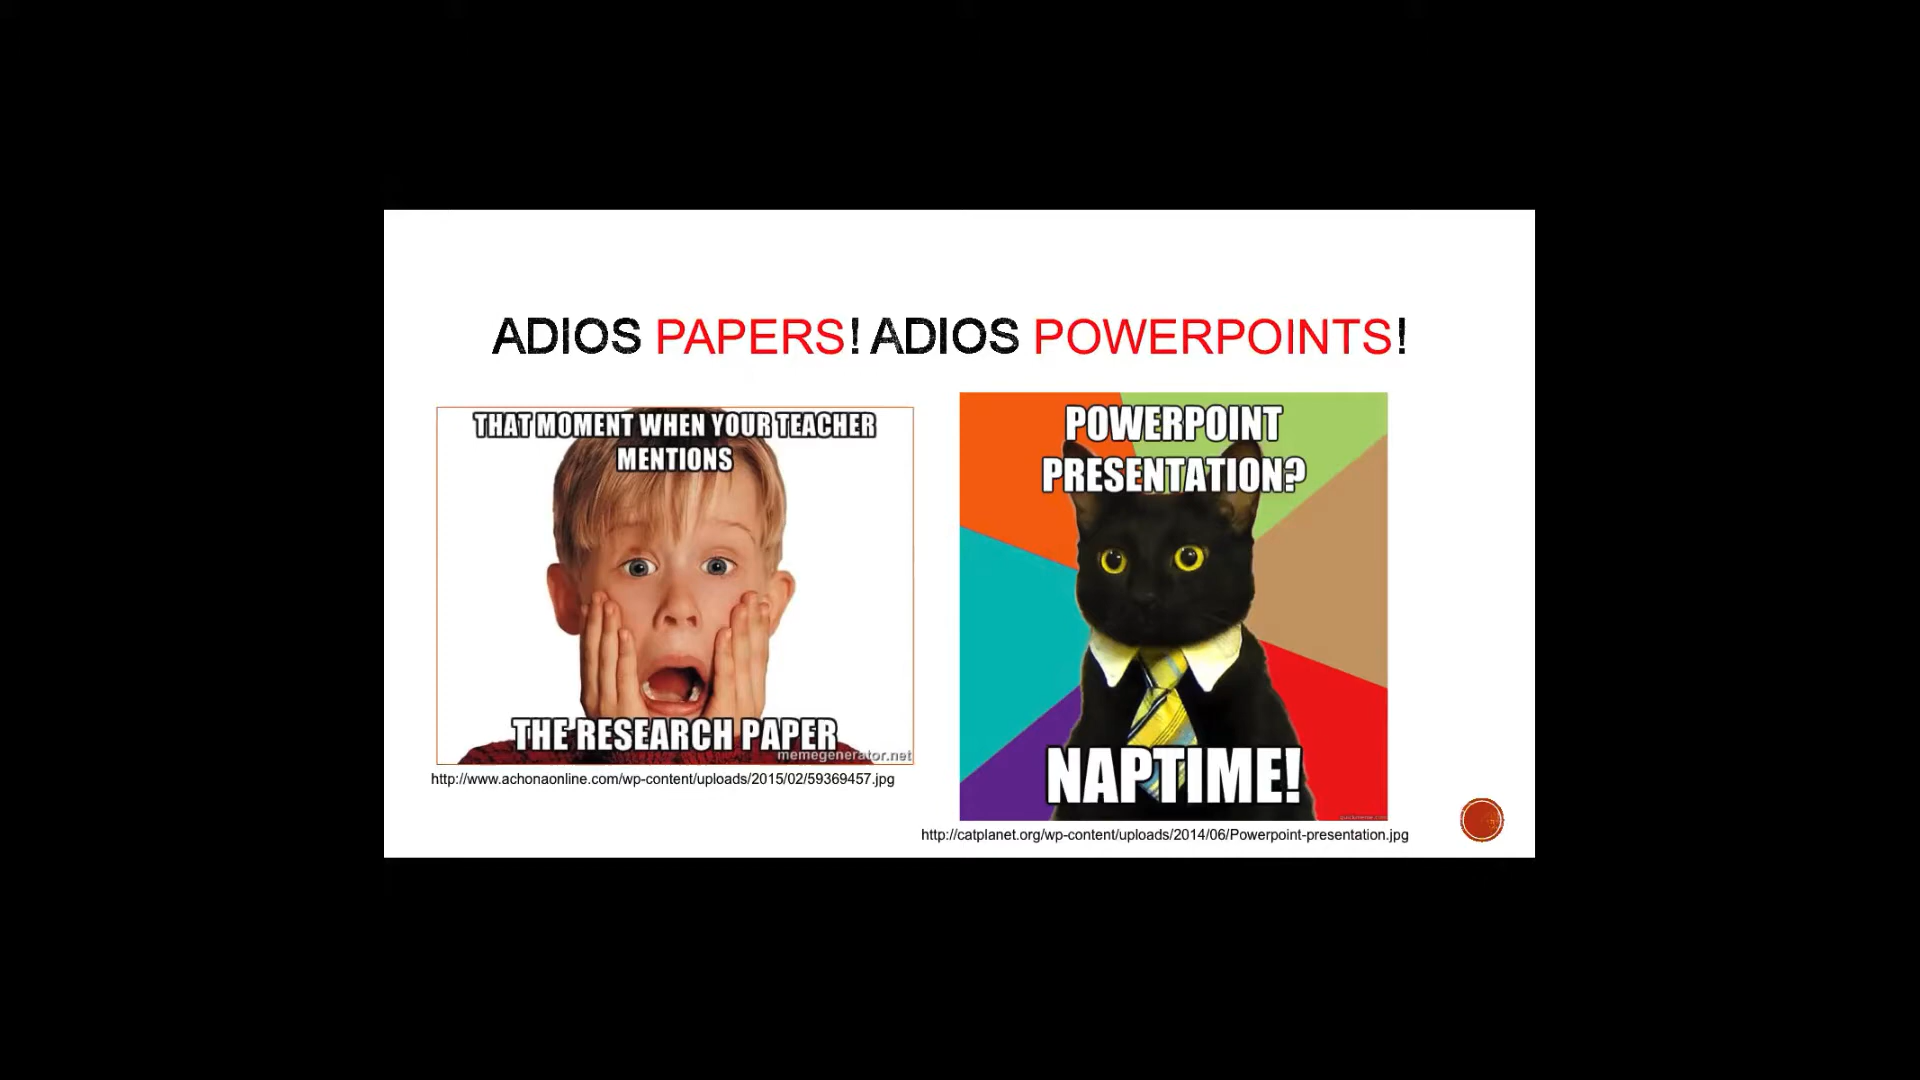 ADIOS PAPERS! ADIOS POWERPOINTS!
THAT MOMENT WHEN YOUR TEACHER
MENTIONS
THE RESEARCH PAPER
memegenerator.net
http://www.achonaonline.com/wp-content/uploads/2015/02/59369457.jpg
POWERPOINT
PRESENTATION?
NAPTIME!
http://catplanet.org/wp-content/uploads/2014/06/Powerpoint-presentation.jpg